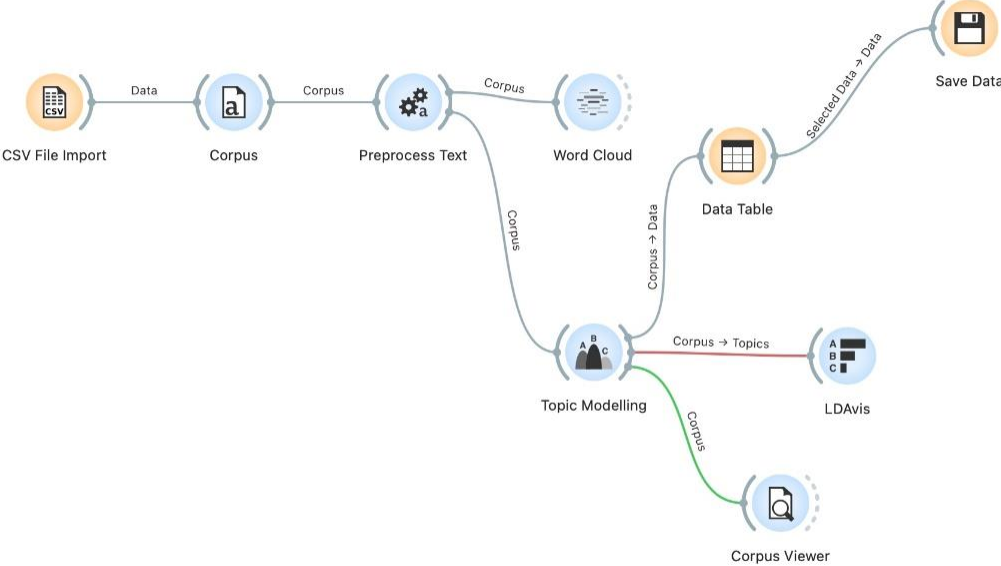 CSV
CSV File Import
Data
a
Corpus
Corpus
a
Preprocess Text
Corpus
Word Cloud
Corpus
A B C
Topic Modelling
Corpus → Data
Data Table
Selected Data → Data
Save Data
Corpus → Topics
A
B
C
LDAvis
Corpus
Corpus Viewer